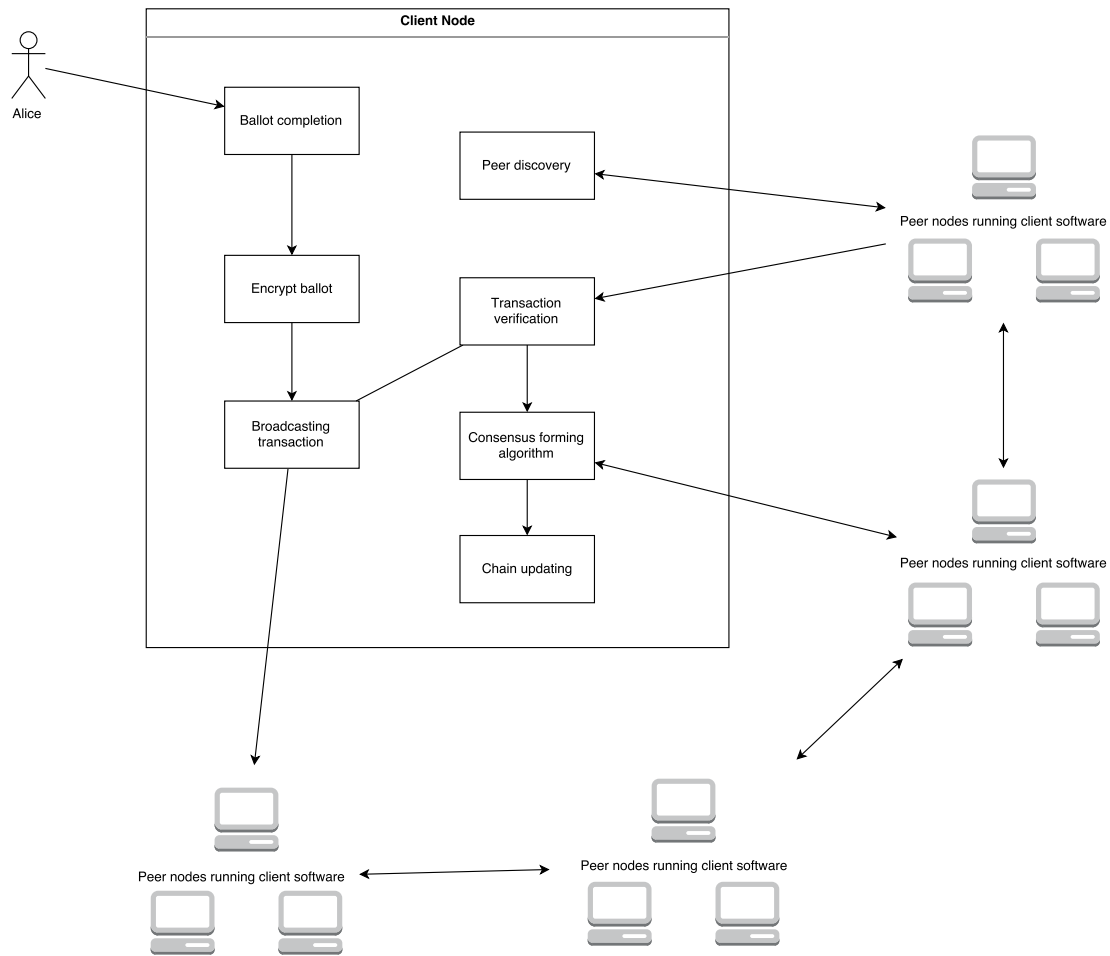 Client Node
Alice
Ballot completion
Peer discovery
Peer nodes running client software
Encrypt ballot
Transaction
verification
Broadcasting
transaction
Consensus forming
algorithm
Chain updating
Peer nodes running client software
Peer nodes running client software
Peer nodes running client software